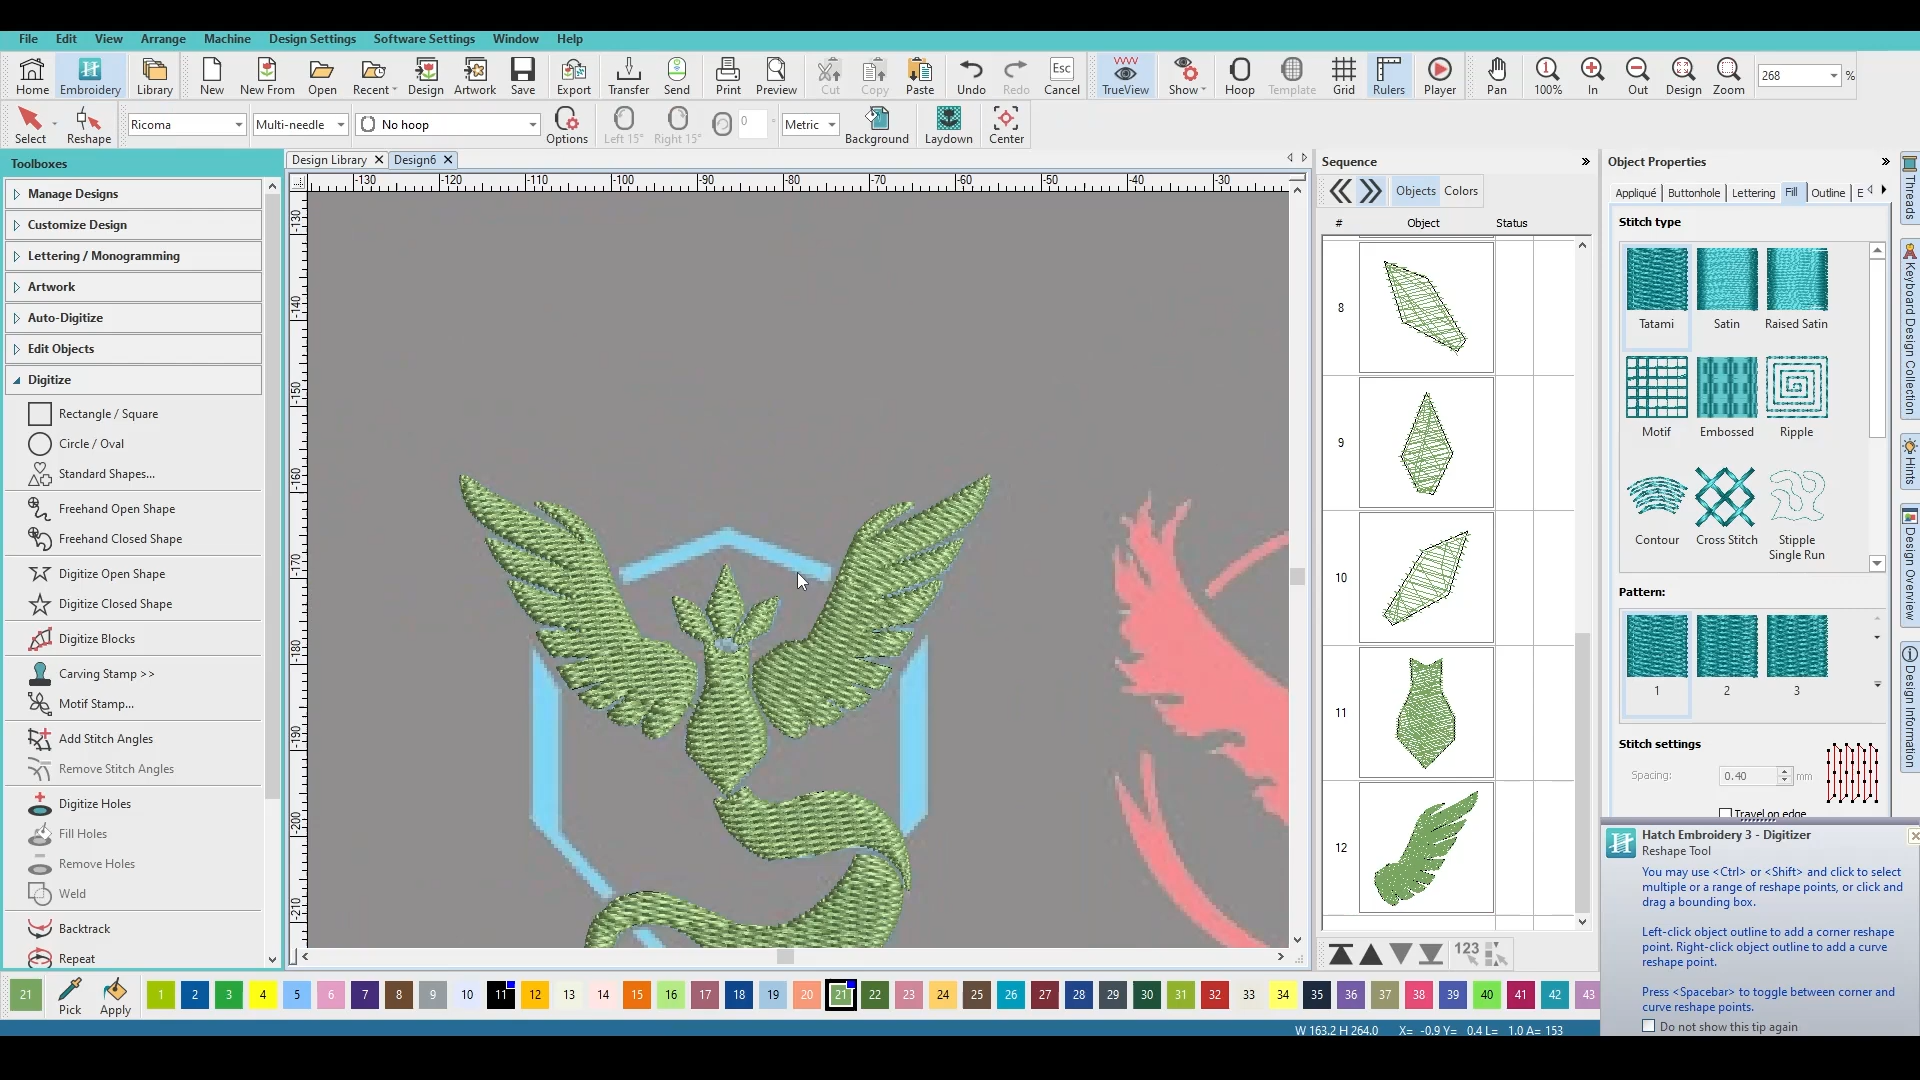 File Edit View Arrange Machine Design Settings Software Settings Window Help
Home Embroidery Library New New From Open Recent Design Artwork Save Export Transfer Send Print Preview Cut Copy Paste Undo Redo Esc Cancel TrueView Show Hoop Template Grid Rulers Player Pan 1 100% In Out Design Zoom 268 %
Select Reshape Ricoma Multi-needle No hoop Options Left 15° Right 15° 0 ° Metric Background Laydown Center
Toolboxes
Manage Designs
Customize Design
Lettering / Monogramming
Artwork
Auto-Digitize
Edit Objects
Digitize
Rectangle / Square
Circle / Oval
Standard Shapes...
Freehand Open Shape
Freehand Closed Shape
Digitize Open Shape
Digitize Closed Shape
Digitize Blocks
Carving Stamp >>
Motif Stamp...
Add Stitch Angles
Remove Stitch Angles
Digitize Holes
Fill Holes
Remove Holes
Weld
Backtrack
Repeat
Design Library Design6
-130 -120 -110 -100 -90 -80 -70 -60 -50 -40 -30
-130
-140
-150
-160
-170
-180
-190
-200
-210
Sequence
Objects Colors
# Object Status
8
9
10
11
12
123
Object Properties
Appliqué Buttonhole Lettering Fill Outline E
Stitch type
Tatami Satin Raised Satin
Motif Embossed Ripple
Contour Cross Stitch Stipple Single Run
Pattern:
1 2 3
Stitch settings
Spacing: 0.40 mm
Travel on edge
Threads
Keyboard Design Collection
Hints
Design Overview
Design Information
Hatch Embroidery 3 - Digitizer
Reshape Tool
You may use <Ctrl> or <Shift> and click to select
multiple or a range of reshape points, or click and
drag a bounding box.
Left-click object outline to add a corner reshape
point. Right-click object outline to add a curve
reshape point.
Press <Spacebar> to toggle between corner and
curve reshape points.
Do not show this tip again
21 Pick Apply 1 2 3 4 5 6 7 8 9 10 11 12 13 14 15 16 17 18 19 20 21 22 23 24 25 26 27 28 29 30 31 32 33 34 35 36 37 38 39 40 41 42 43
W 163.2 H 264.0 X= -0.9 Y= 0.4 L= 1.0 A= 153